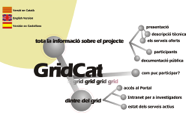 Versió en Català
English Version
Versión en Castellano
tota la informació sobre el projecte
presentació
descripció tècnica
els serveis oferts
participants
documentació pública
GridCat
grid grid grid grid
com puc participar?
dintre del grid
accés al Portal
Intranet per a investigadors
estat dels serveis actius